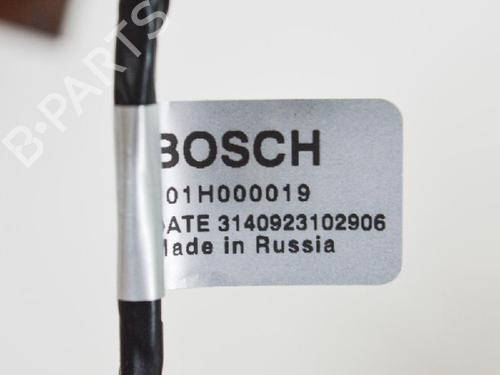 B-PARTS
BOSCH
01H000019
DATE 3140923102906
Made in Russia